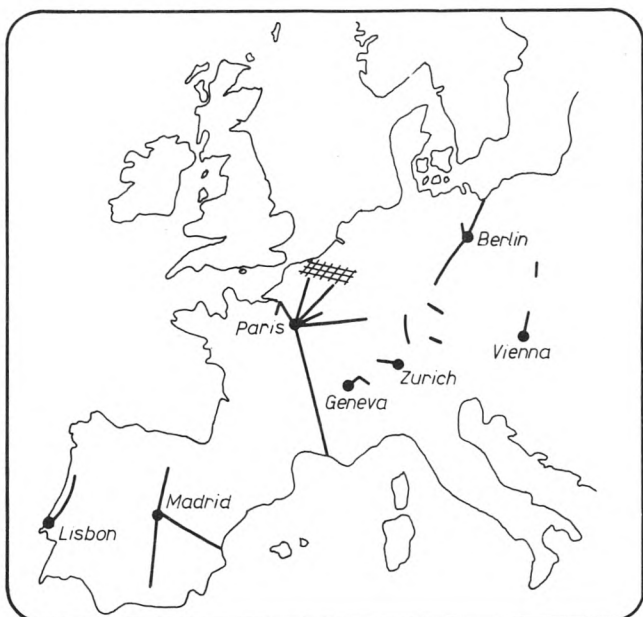 Berlin
Paris
Vienna
Zurich
Geneva
Madrid
Lisbon